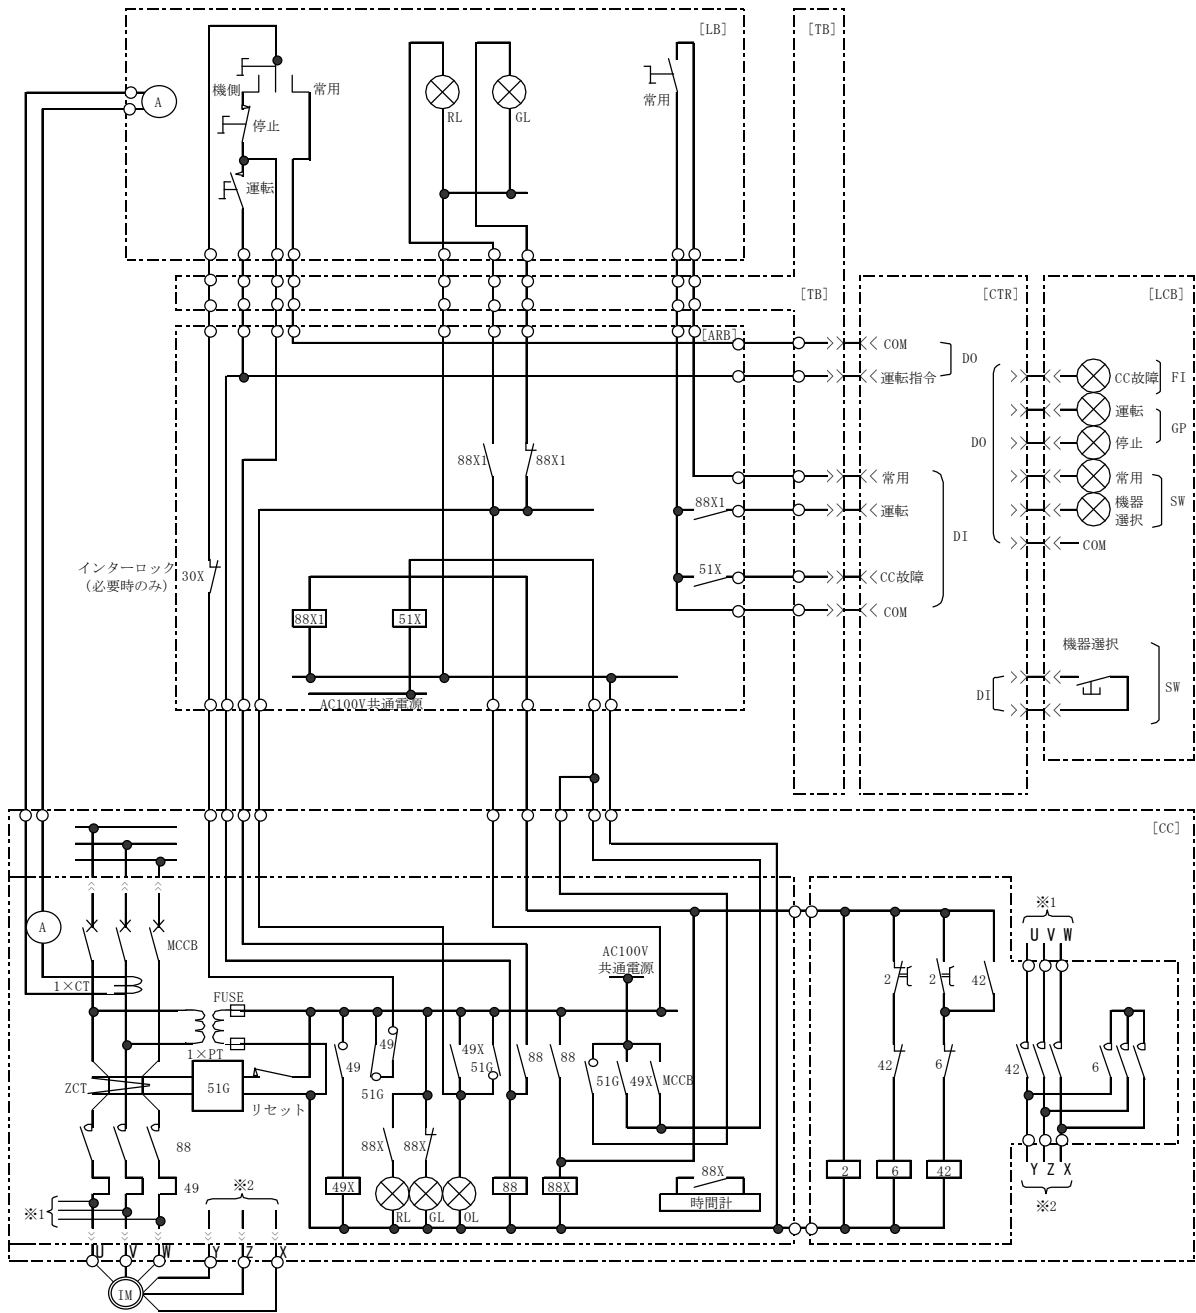 [LB]
[TB]
機側
常用
A
停止
運転
RL
GL
常用
[TB]
[CTR]
[LCB]
[ARB]
COM
DO
運転指令
CC故障
FI
運転
GP
停止
DO
88X1
88X1
常用
常用
SW
88X1
運転
機器
選択
DI
COM
インターロック
(必要時のみ)
30X
51X
CC故障
COM
88X1
51X
機器選択
DI
SW
AC100V共通電源
[CC]
A
MCCB
※1
U V W
AC100V
共通電源
1×CT
2
2
42
FUSE
1×PT
49
49
51G
49X
51G
88
88
51G
49X
MCCB
42
6
42
6
ZCT
51G
リセット
88X
88X
88
88X
時間計
49
※1
※2
49X
RL
GL
OL
88
88X
2
6
42
Y Z X
※2
U
V
W
Y
Z
X
IM